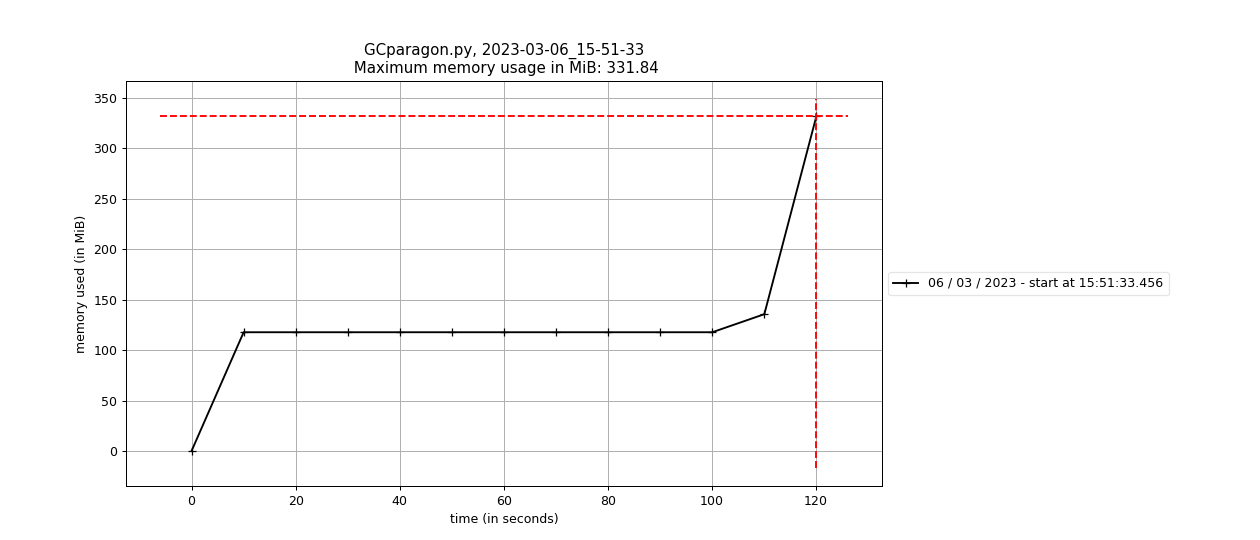 GCparagon.py, 2023-03-06_15-51-33
Maximum memory usage in MiB: 331.84
350
300
250
200
150
100
50
0
memory used (in MiB)
0 20 40 60 80 100 120
time (in seconds)
06 / 03 / 2023 - start at 15:51:33.456